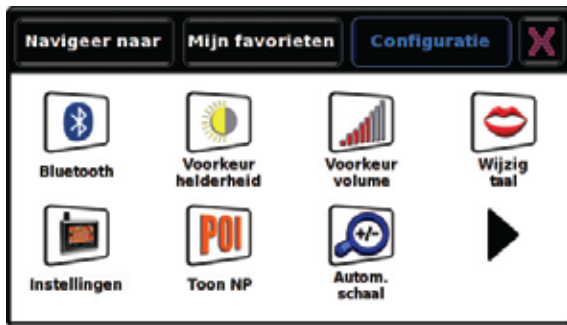 Navigeer naar
Mijn favorieten
Configuratie
X
Bluetooth
Voorkeur
helderheid
Voorkeur
volume
Wijzig
taal
+/-
POI
Instellingen
Toon NP
Autom.
schaal